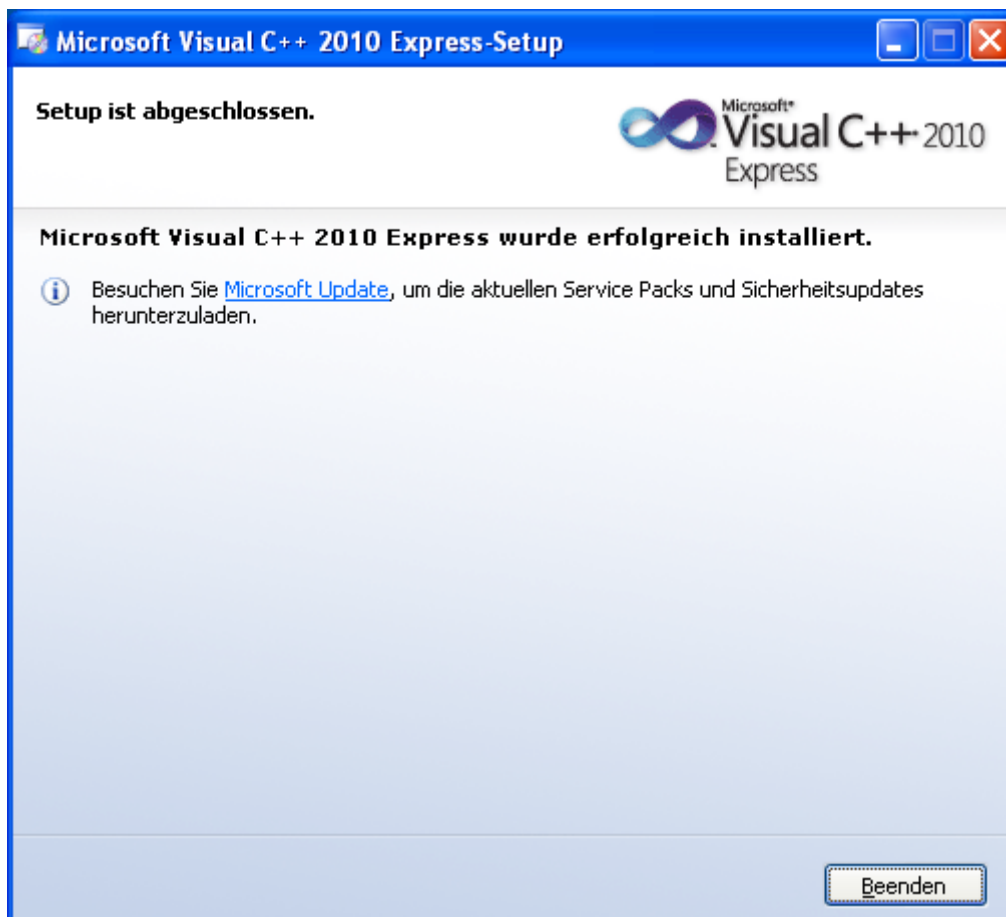 Microsoft Visual C++ 2010 Express-Setup
Setup ist abgeschlossen.
Microsoft®
Visual C++ 2010
Express
Microsoft Visual C++ 2010 Express wurde erfolgreich installiert.
Besuchen Sie Microsoft Update, um die aktuellen Service Packs und Sicherheitsupdates
herunterzuladen.
Beenden